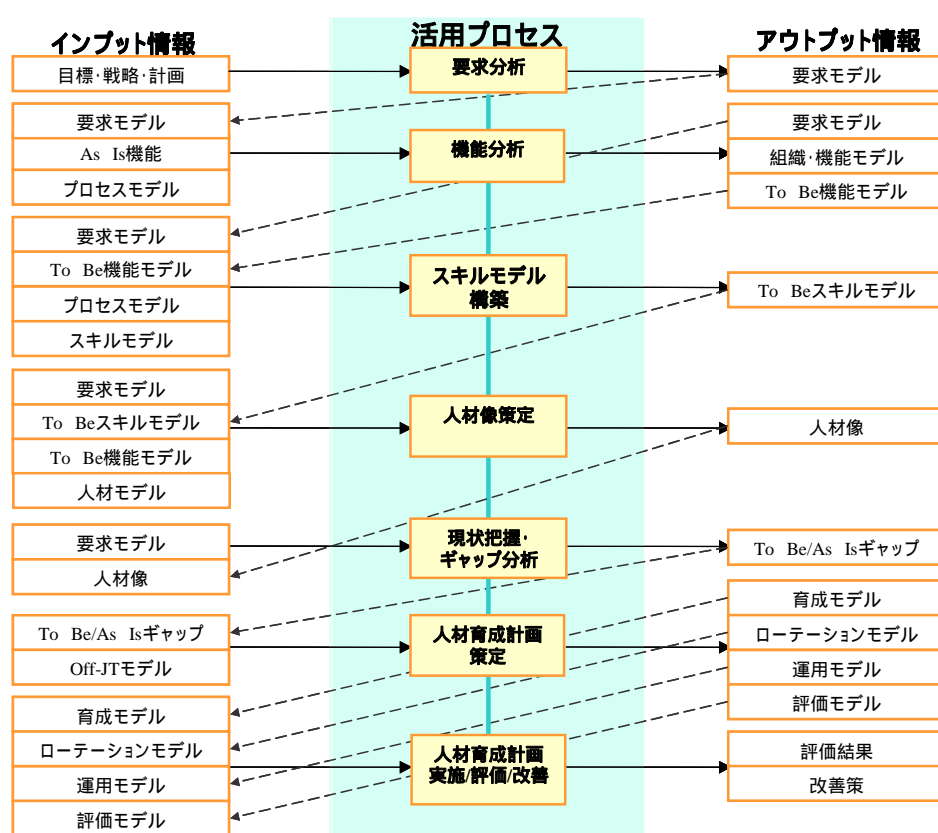 インプット情報
活用プロセス
アウトプット情報
目標・戦略・計画
要求分析
要求モデル
要求モデル
As Is機能
プロセスモデル
機能分析
要求モデル
組織・機能モデル
To Be機能モデル
要求モデル
To Be機能モデル
プロセスモデル
スキルモデル
スキルモデル
構築
To Beスキルモデル
要求モデル
To Beスキルモデル
To Be機能モデル
人材モデル
人材像策定
人材像
要求モデル
人材像
現状把握・
ギャップ分析
To Be/As Isギャップ
To Be/As Isギャップ
Off-JTモデル
人材育成計画
策定
育成モデル
ローテーションモデル
運用モデル
評価モデル
育成モデル
ローテーションモデル
運用モデル
評価モデル
人材育成計画
実施/評価/改善
評価結果
改善策